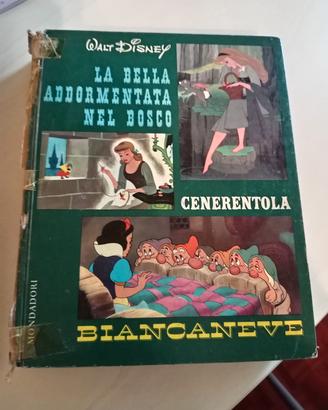 WALT DISNEY
LA BELLA
ADDORMENTATA
NEL BOSCO
CENERENTOLA
BIANCANEVE
MONDADORI